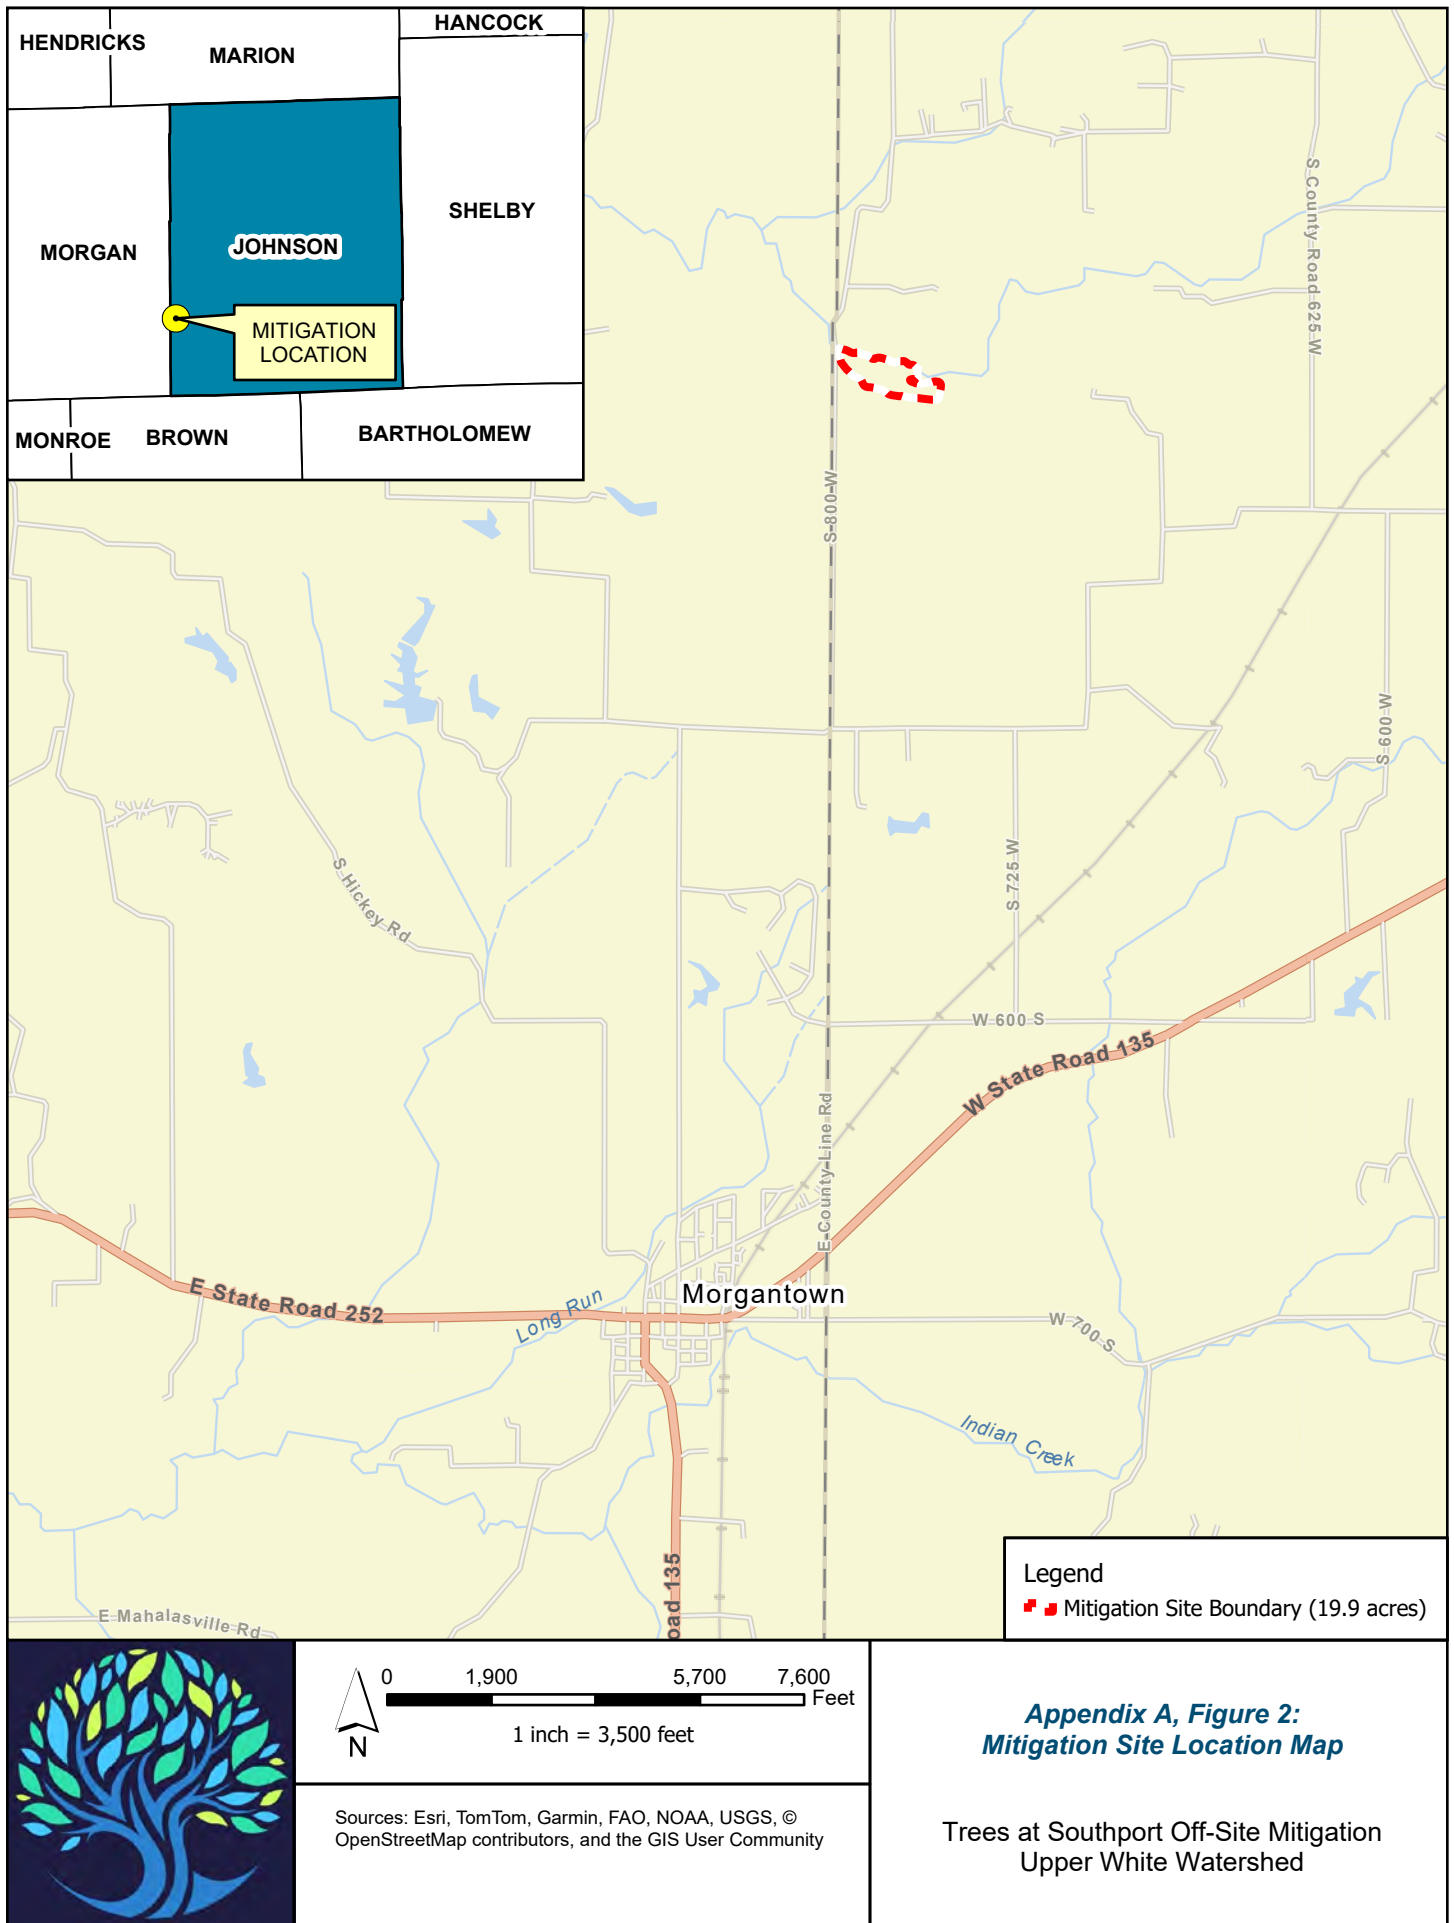 HENDRICKS
MARION
HANCOCK
MORGAN
JOHNSON
SHELBY
MITIGATION
LOCATION
MONROE
BROWN
BARTHOLOMEW
S County Road 625 W
S 800 W
S 600 W
S 725 W
S Hickey Rd
W 600 S
W State Road 135
E County Line Rd
E State Road 252
Long Run
Morgantown
W 700 S
Indian Creek
oad 135
E Mahalasville Rd
Legend
Mitigation Site Boundary (19.9 acres)
0 1,900 5,700 7,600
Feet
N
1 inch = 3,500 feet
Sources: Esri, TomTom, Garmin, FAO, NOAA, USGS, ©
OpenStreetMap contributors, and the GIS User Community
Appendix A, Figure 2:
Mitigation Site Location Map
Trees at Southport Off-Site Mitigation
Upper White Watershed